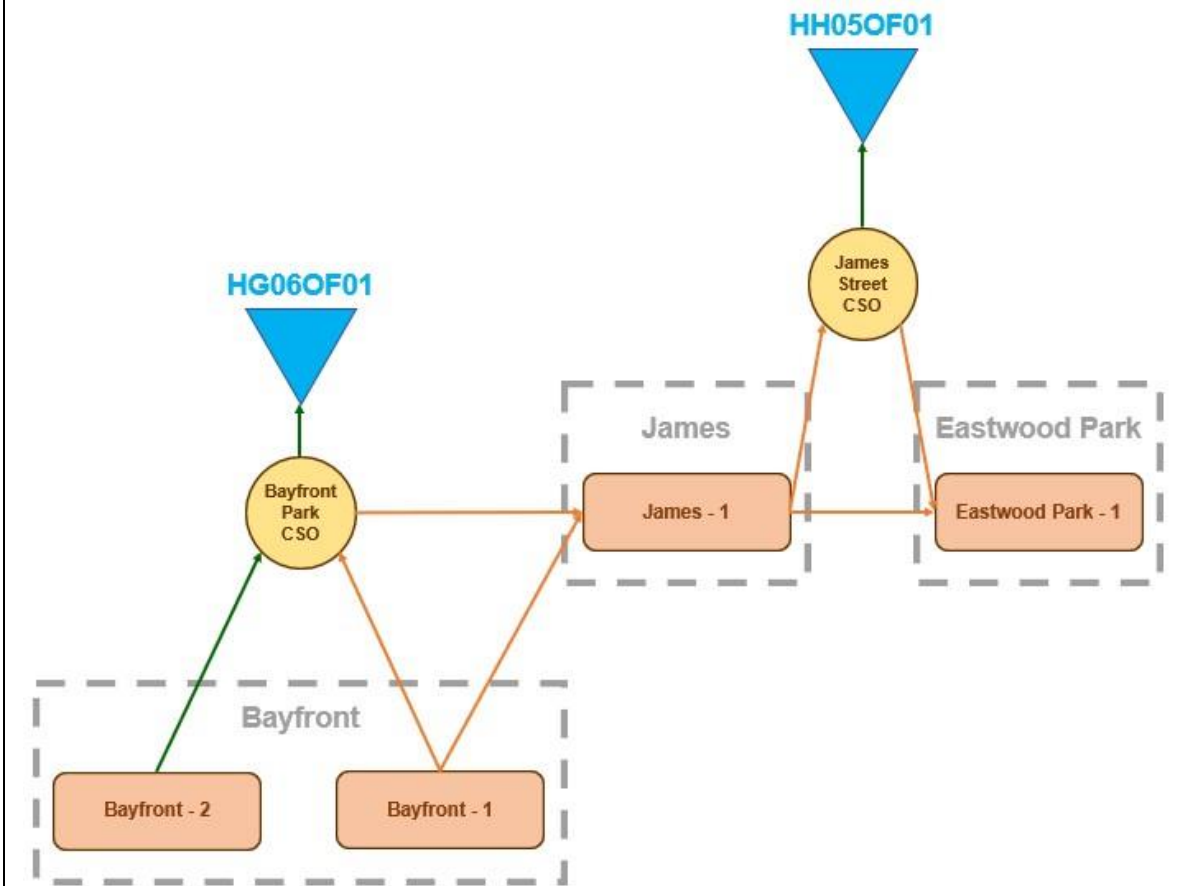 HH05OF01
James
Street
CSO
HG06OF01
James
Eastwood Park
Bayfront
Park
CSO
James - 1
Eastwood Park - 1
Bayfront
Bayfront - 2
Bayfront - 1